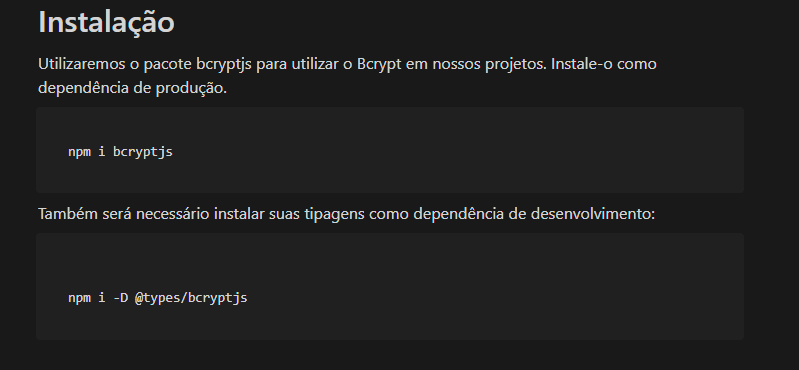 Instalação
Utilizaremos o pacote bcryptjs para utilizar o Bcrypt em nossos projetos. Instale-o como
dependência de produção.
npm i bcryptjs
Também será necessário instalar suas tipagens como dependência de desenvolvimento:
npm i -D @types/bcryptjs